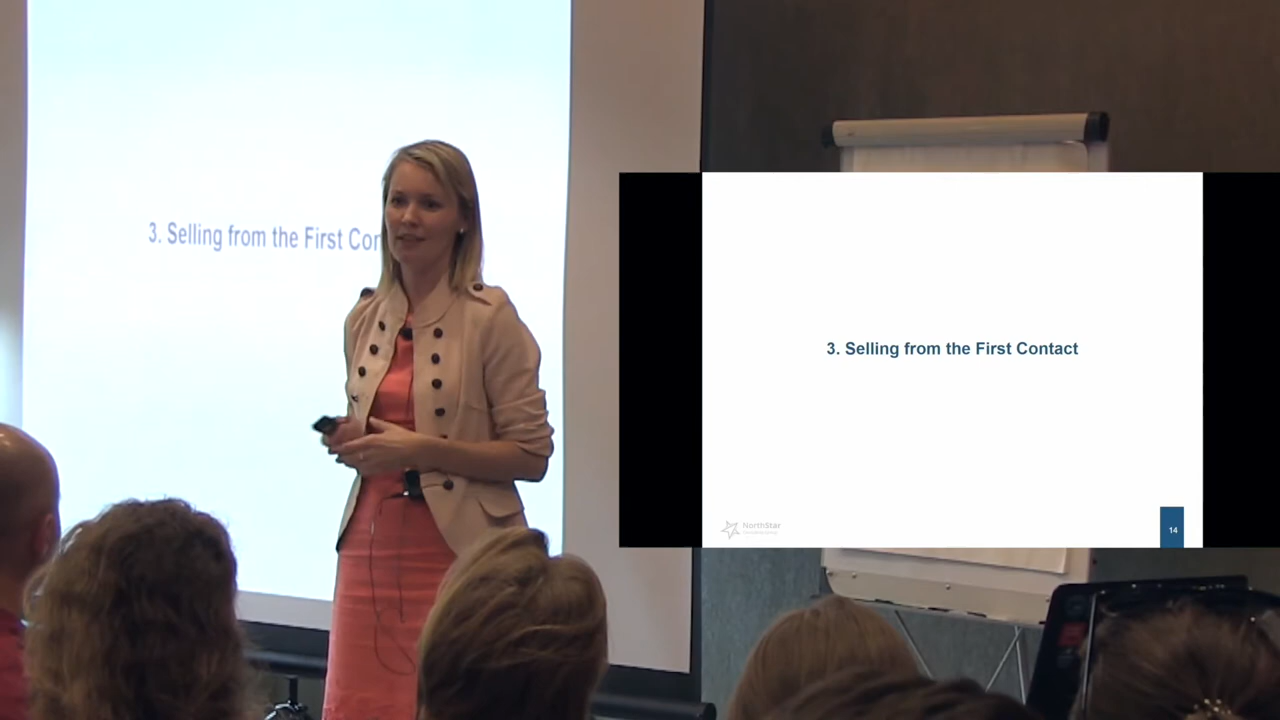 3. Selling from the First Con
3. Selling from the First Contact
NorthStar
14